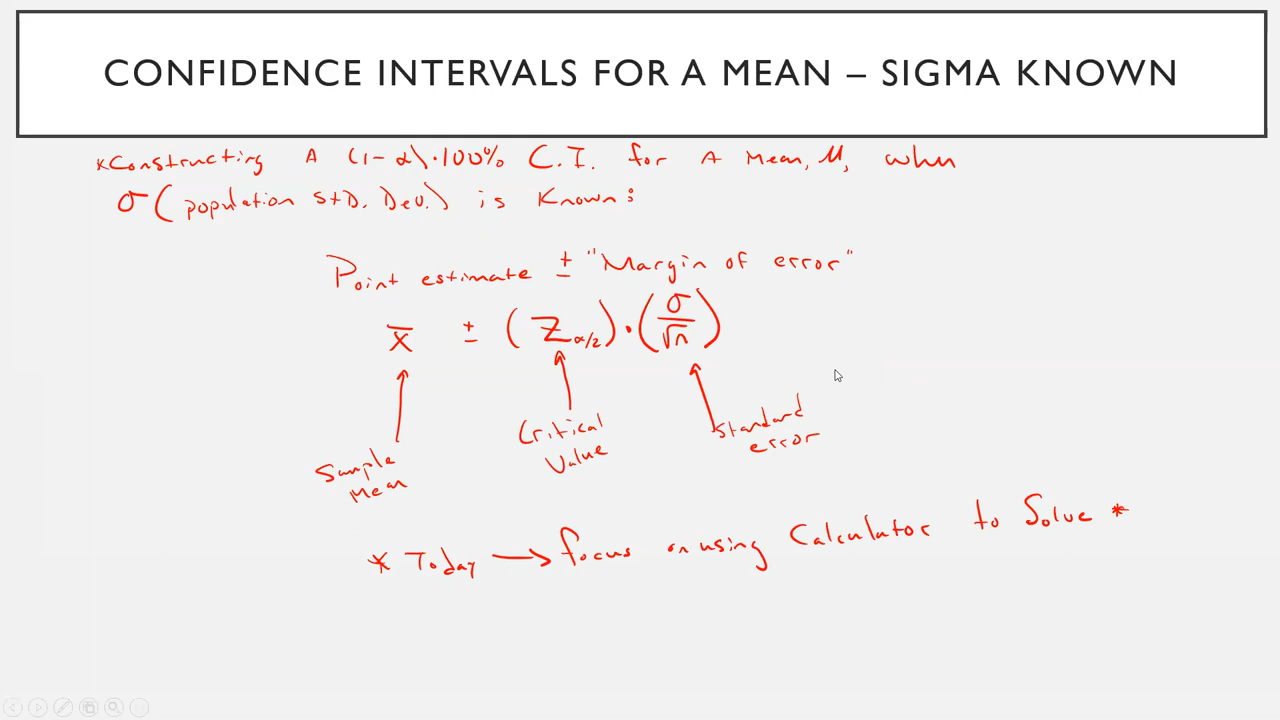 CONFIDENCE INTERVALS FOR A MEAN – SIGMA KNOWN
*Constructing A (1-α)·100% C.I. for A Mean, μ, when
σ (population StD. Dev.) is Known:
Point estimate ± "Margin of error"
x̄ ± (Z α/2)·(σ/√n)
Sample Mean
Critical Value
Standard error
* Today → focus on using Calculator to Solve *